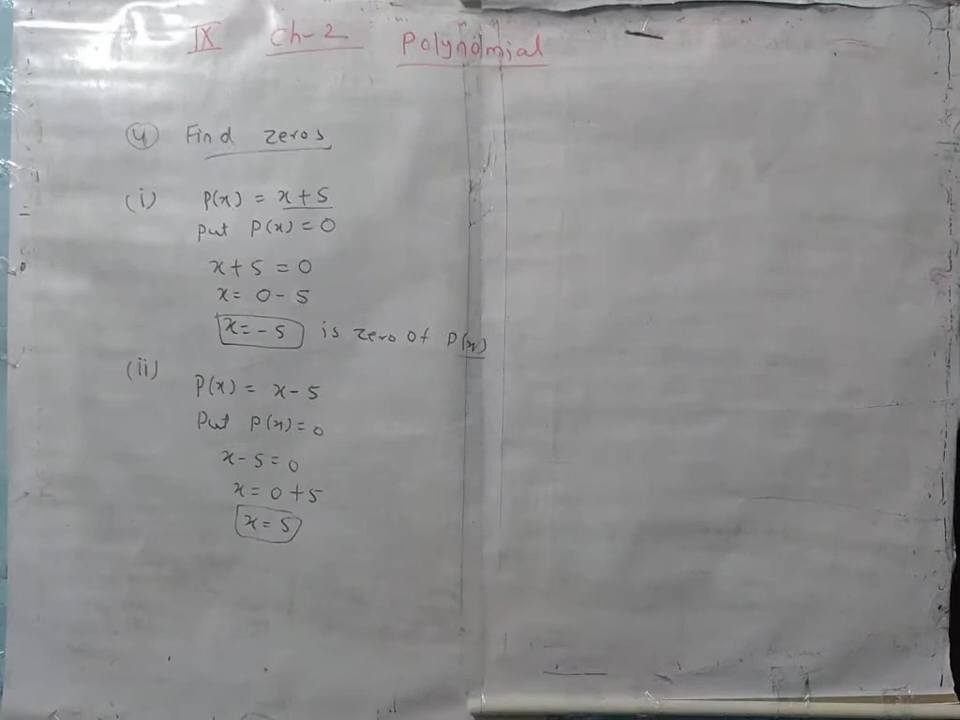 IX Ch-2 Polynomial
(4) Find zeros
(i) P(x) = x + 5
Put P(x) = 0
x + 5 = 0
x = 0 - 5
x = - 5 is zero of P(x)
(ii)
P(x) = x - 5
Put P(x) = 0
x - 5 = 0
x = 0 + 5
x = 5